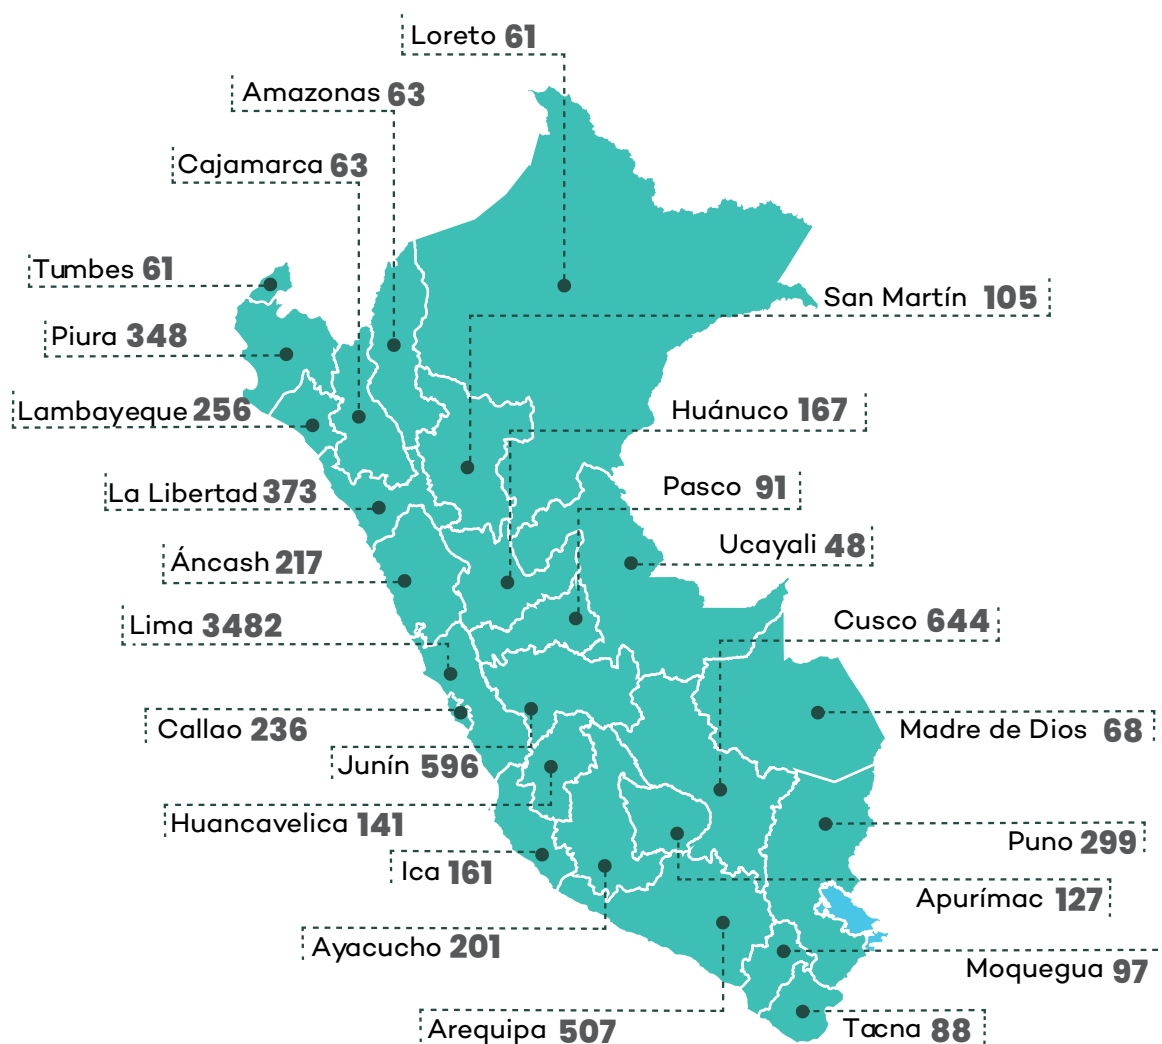 Loreto 61
Amazonas 63
Cajamarca 63
Tumbes 61
San Martín 105
Piura 348
Lambayeque 256
Huánuco 167
La Libertad 373
Pasco 91
Áncash 217
Ucayali 48
Lima 3482
Cusco 644
Callao 236
Madre de Dios 68
Junín 596
Huancavelica 141
Puno 299
Ica 161
Apurímac 127
Ayacucho 201
Moquegua 97
Arequipa 507
Tacna 88